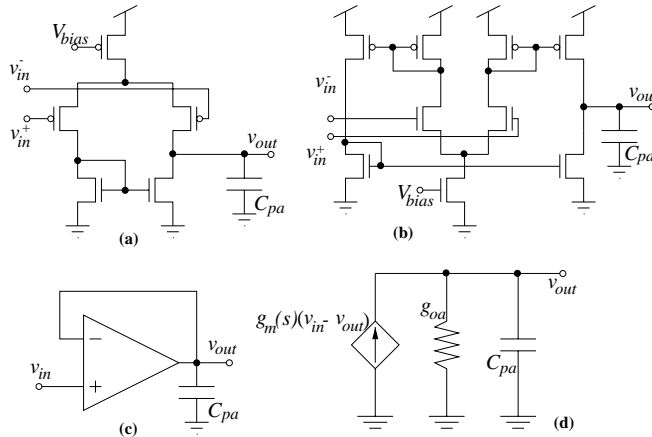 V_bias
v_in^-
v_in^+
v_out
C_pa
(a)
v_in^-
v_in^+
V_bias
v_out
C_pa
(b)
v_in
−
+
v_out
C_pa
(c)
g_m(s)(v_in- v_out)
g_oa
C_pa
v_out
(d)